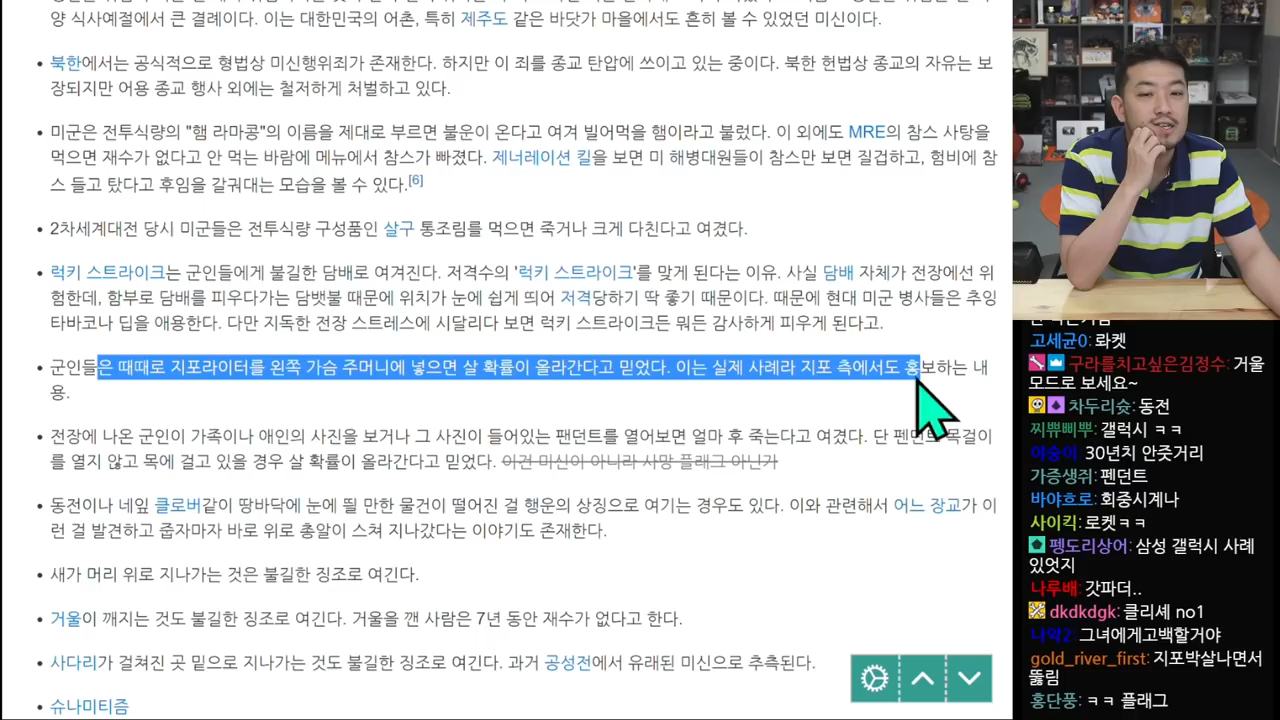 양 식사예절에서 큰 결례이다. 이는 대한민국의 어촌, 특히 제주도 같은 바닷가 마을에서도 흔히 볼 수 있었던 미신이다.
• 북한에서는 공식적으로 형법상 미신행위죄가 존재한다. 하지만 이 죄를 종교 탄압에 쓰이고 있는 중이다. 북한 헌법상 종교의 자유는 보
장되지만 어용 종교 행사 외에는 철저하게 처벌하고 있다.
• 미군은 전투식량의 "햄 라마콩"의 이름을 제대로 부르면 불운이 온다고 여겨 빌어먹을 햄이라고 불렀다. 이 외에도 MRE의 참스 사탕을
먹으면 재수가 없다고 안 먹는 바람에 메뉴에서 참스가 빠졌다. 제너레이션 킬을 보면 미 해병대원들이 참스만 보면 질겁하고, 험비에 참
스 들고 탔다고 후임을 갈궈대는 모습을 볼 수 있다.[6]
• 2차세계대전 당시 미군들은 전투식량 구성품인 살구 통조림를 먹으면 죽거나 크게 다친다고 여겼다.
• 럭키 스트라이크는 군인들에게 불길한 담배로 여겨진다. 저격수의 '럭키 스트라이크'를 맞게 된다는 이유. 사실 담배 자체가 전장에선 위
험한데, 함부로 담배를 피우다가는 담뱃불 때문에 위치가 눈에 쉽게 띄어 저격당하기 딱 좋기 때문이다. 때문에 현대 미군 병사들은 추잉
타바코나 딥을 애용한다. 다만 지독한 전장 스트레스에 시달리다 보면 럭키 스트라이크든 뭐든 감사하게 피우게 된다고.
• 군인들은 때때로 지포라이터를 왼쪽 가슴 주머니에 넣으면 살 확률이 올라간다고 믿었다. 이는 실제 사례라 지포 측에서도 홍보하는 내
용.
• 전장에 나온 군인이 가족이나 애인의 사진을 보거나 그 사진이 들어있는 팬던트를 열어보면 얼마 후 죽는다고 여겼다. 단 펜던트 목걸이
를 열지 않고 목에 걸고 있을 경우 살 확률이 올라간다고 믿었다. 이건 미신이 아니라 사망 플래그 아닌가
• 동전이나 네잎 클로버같이 땅바닥에 눈에 띌 만한 물건이 떨어진 걸 행운의 상징으로 여기는 경우도 있다. 이와 관련해서 어느 장교가 이
런 걸 발견하고 줍자마자 바로 위로 총알이 스쳐 지나갔다는 이야기도 존재한다.
• 새가 머리 위로 지나가는 것은 불길한 징조로 여긴다.
• 거울이 깨지는 것도 불길한 징조로 여긴다. 거울을 깬 사람은 7년 동안 재수가 없다고 한다.
• 사다리가 걸쳐진 곳 밑으로 지나가는 것도 불길한 징조로 여긴다. 과거 공성전에서 유래된 미신으로 추측된다.
• 슈나미티즘
고세균0: 롸켓
구라를치고싶은김정수: 거울
모드로 보세요~
차두리슛: 동전
찌쀼삐뿌: 갤럭시 ㅋㅋ
야숭이: 30년치 안줏거리
가증생쥐: 펜던트
바야흐로: 회중시계나
사이킥: 로켓ㅋㅋ
펭도리상어: 삼성 갤럭시 사례
있엇지
나루배: 갓파더..
dkdkdgk: 클리셰 no1
나악2: 그녀에게고백할거야
gold_river_first: 지포박살나면서
뚫림
홍단풍: ㅋㅋ 플래그